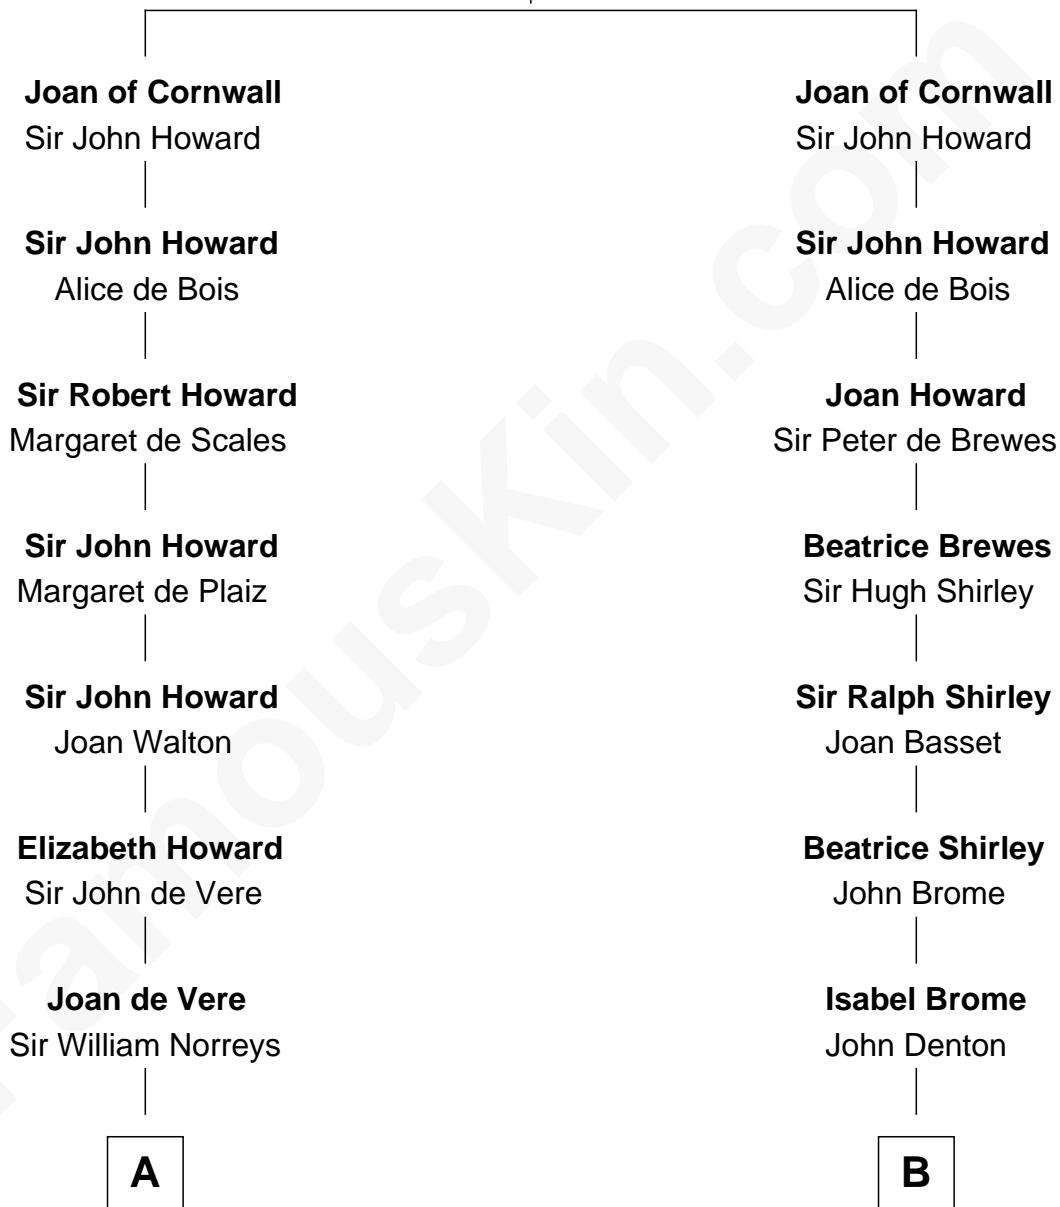 Joan of Cornwall
Sir John Howard
Sir John Howard
Alice de Bois
Sir Robert Howard
Margaret de Scales
Sir John Howard
Margaret de Plaiz
Sir John Howard
Joan Walton
Elizabeth Howard
Sir John de Vere
Joan de Vere
Sir William Norreys
A
Joan of Cornwall
Sir John Howard
Sir John Howard
Alice de Bois
Joan Howard
Sir Peter de Brewes
Beatrice Brewes
Sir Hugh Shirley
Sir Ralph Shirley
Joan Basset
Beatrice Shirley
John Brome
Isabel Brome
John Denton
B
FamousKin.com